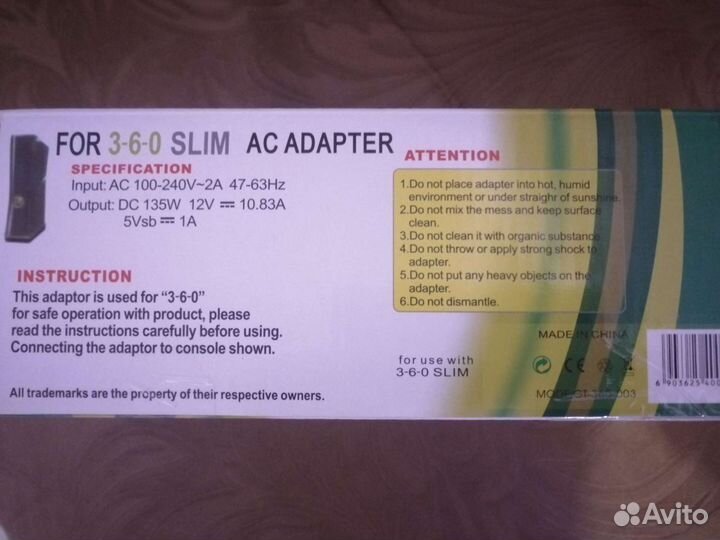 FOR 3-6-0 SLIM AC ADAPTER
SPECIFICATION
Input: AC 100-240V~2A 47-63Hz
Output: DC 135W 12V ⎓ 10.83A
5Vsb ⎓ 1A
INSTRUCTION
This adaptor is used for “3-6-0”
for safe operation with product, please
read the instructions carefully before using.
Connecting the adaptor to console shown.
All trademarks are the property of their respective owners.
ATTENTION
1.Do not place adapter into hot, humid
environment or under straighr of sunshine.
2.Do not mix the mess and keep surface
clean.
3.Do not clean it with organic substance.
4.Do not throw or apply strong shock to
adapter.
5.Do not put any heavy objects on the
adapter.
6.Do not dismantle.
for use with
3-6-0 SLIM
MADE IN CHINA
CE
6 903625 400
Avito